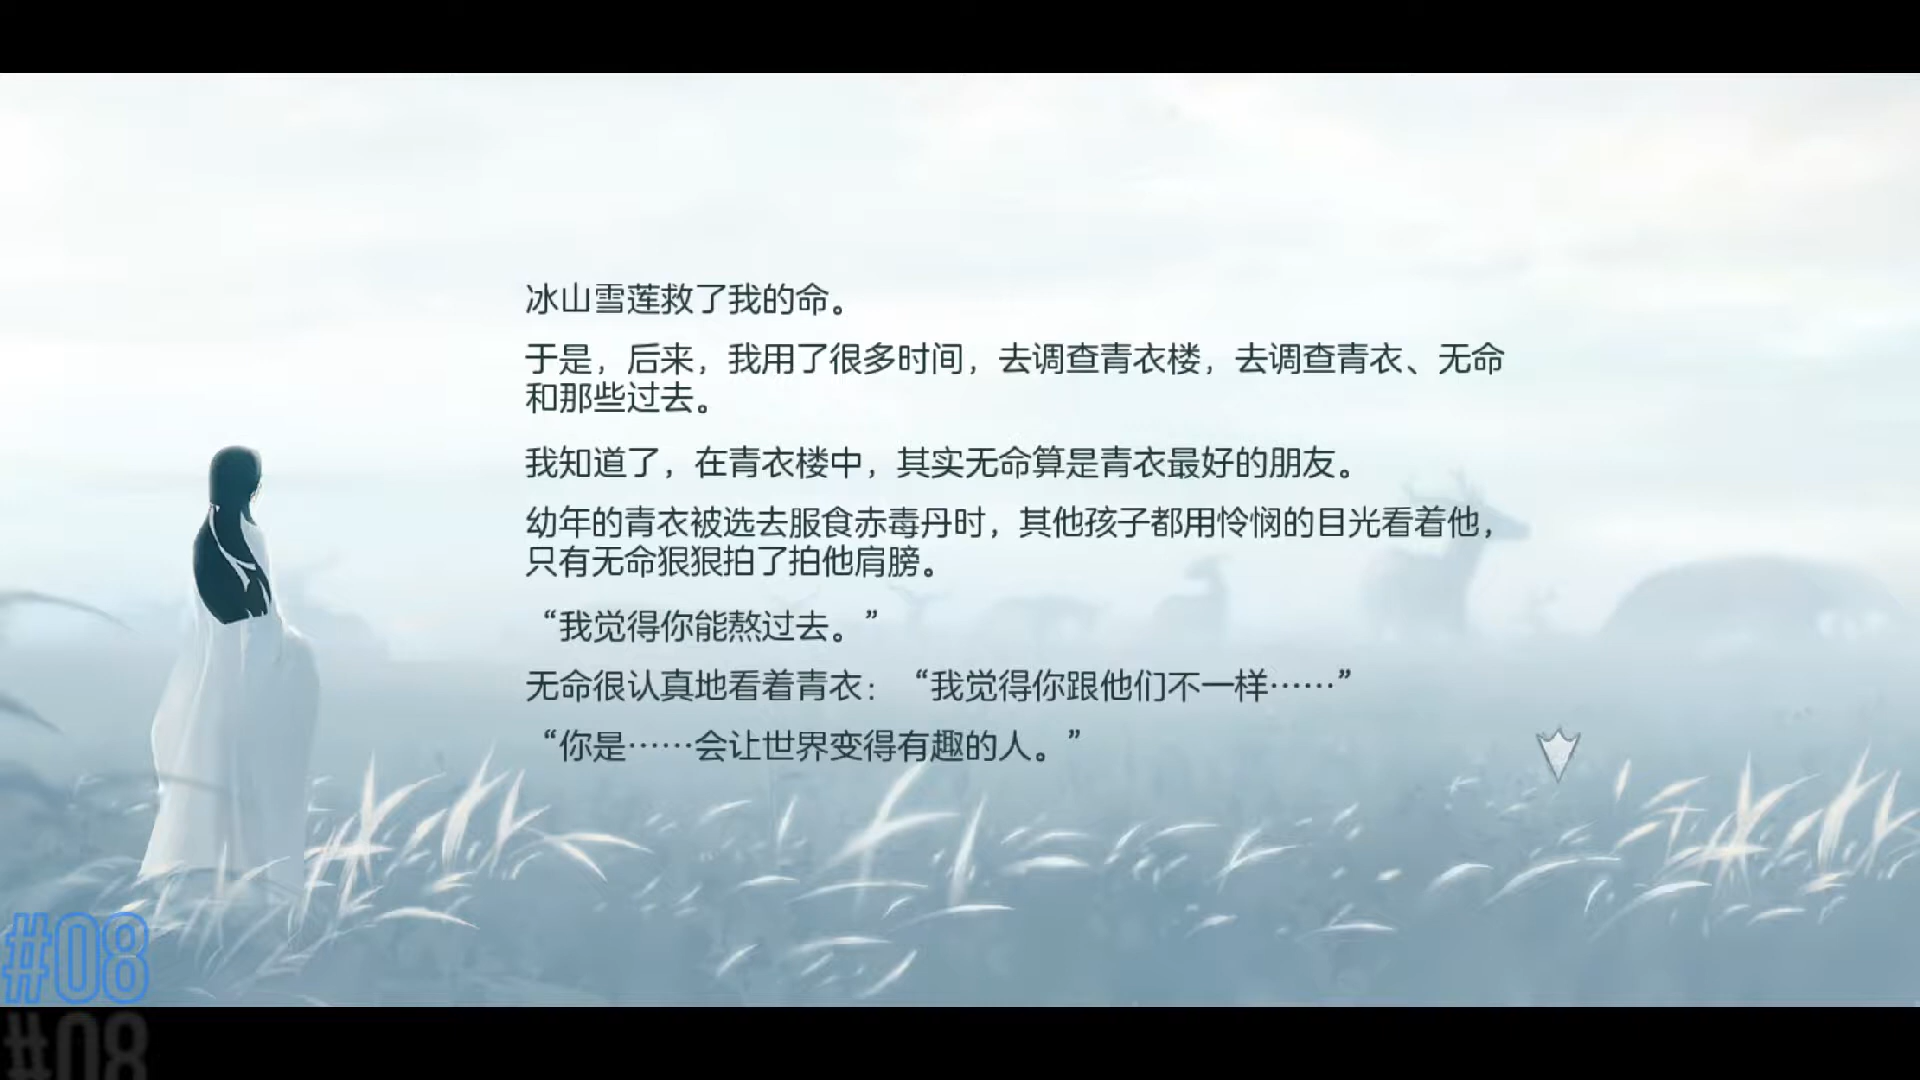 冰山雪莲救了我的命。
于是，后来，我用了很多时间，去调查青衣楼，去调查青衣、无命
和那些过去。
我知道了，在青衣楼中，其实无命算是青衣最好的朋友。
幼年的青衣被选去服食赤毒丹时，其他孩子都用怜悯的目光看着他，
只有无命狠狠拍了拍他肩膀。
“我觉得你能熬过去。”
无命很认真地看着青衣：“我觉得你跟他们不一样……”
“你是……会让世界变得有趣的人。”
#08
#08